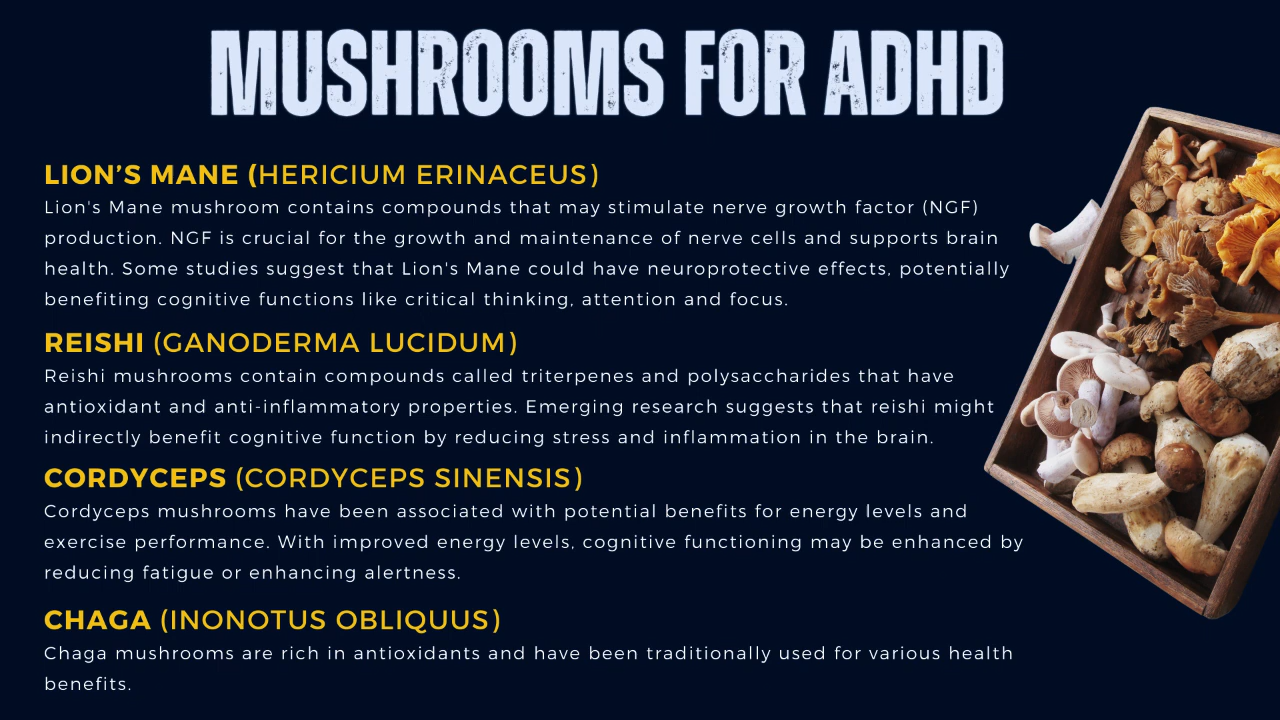 MUSHROOMS FOR ADHD
LION’S MANE (HERICIUM ERINACEUS)
Lion's Mane mushroom contains compounds that may stimulate nerve growth factor (NGF)
production. NGF is crucial for the growth and maintenance of nerve cells and supports brain
health. Some studies suggest that Lion's Mane could have neuroprotective effects, potentially
benefiting cognitive functions like critical thinking, attention and focus.
REISHI (GANODERMA LUCIDUM)
Reishi mushrooms contain compounds called triterpenes and polysaccharides that have
antioxidant and anti-inflammatory properties. Emerging research suggests that reishi might
indirectly benefit cognitive function by reducing stress and inflammation in the brain.
CORDYCEPS (CORDYCEPS SINENSIS)
Cordyceps mushrooms have been associated with potential benefits for energy levels and
exercise performance. With improved energy levels, cognitive functioning may be enhanced by
reducing fatigue or enhancing alertness.
CHAGA (INONOTUS OBLIQUUS)
Chaga mushrooms are rich in antioxidants and have been traditionally used for various health
benefits.